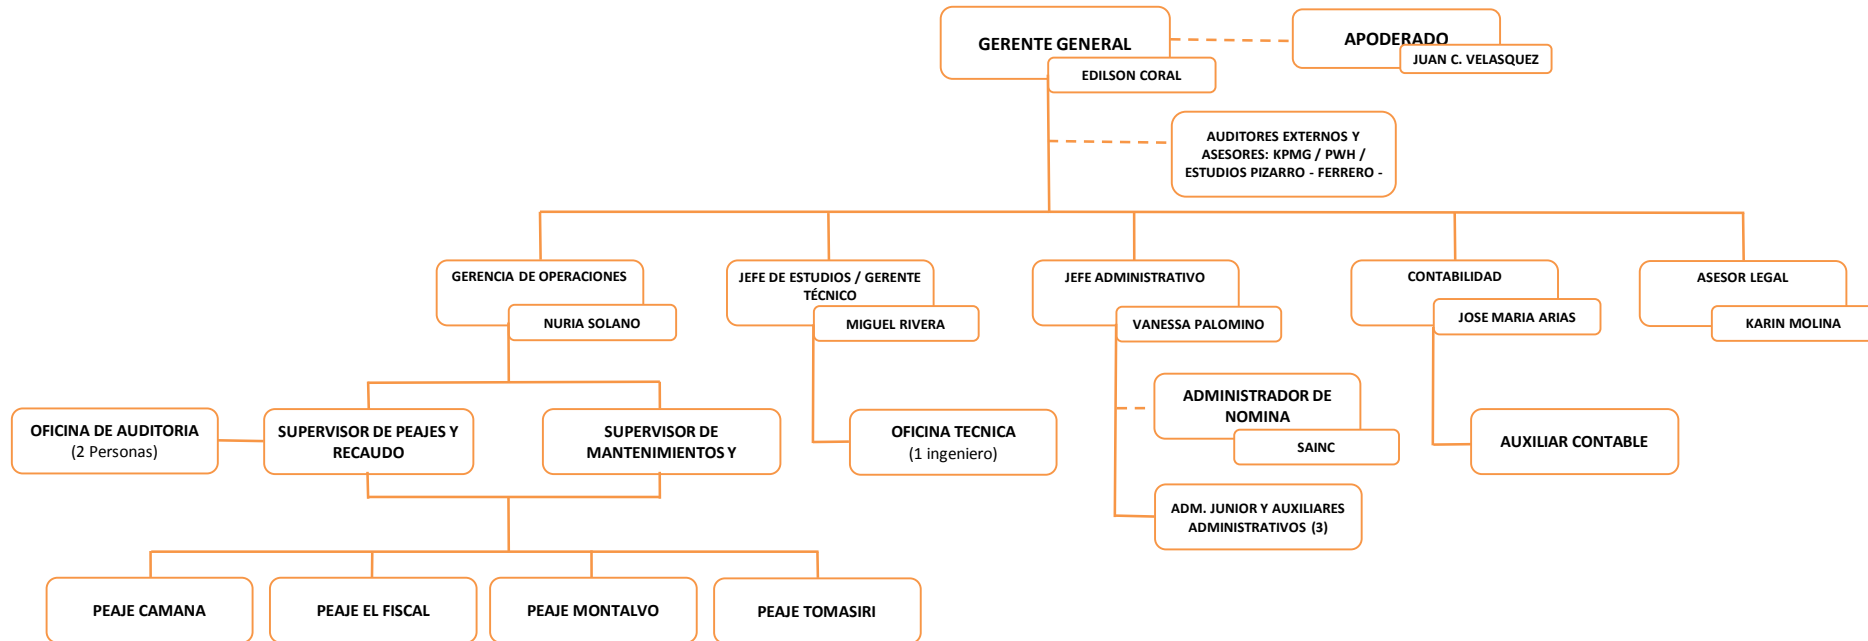 GERENTE GENERAL
EDILSON CORAL
APODERADO
JUAN C. VELASQUEZ
AUDITORES EXTERNOS Y
ASESORES: KPMG / PWH /
ESTUDIOS PIZARRO - FERRERO -
GERENCIA DE OPERACIONES
NURIA SOLANO
JEFE DE ESTUDIOS / GERENTE
TÉCNICO
MIGUEL RIVERA
JEFE ADMINISTRATIVO
VANESSA PALOMINO
CONTABILIDAD
JOSE MARIA ARIAS
ASESOR LEGAL
KARIN MOLINA
OFICINA DE AUDITORIA
(2 Personas)
SUPERVISOR DE PEAJES Y
RECAUDO
SUPERVISOR DE
MANTENIMIENTOS Y
OFICINA TECNICA
(1 ingeniero)
ADMINISTRADOR DE
NOMINA
SAINC
AUXILIAR CONTABLE
ADM. JUNIOR Y AUXILIARES
ADMINISTRATIVOS (3)
PEAJE CAMANA
PEAJE EL FISCAL
PEAJE MONTALVO
PEAJE TOMASIRI